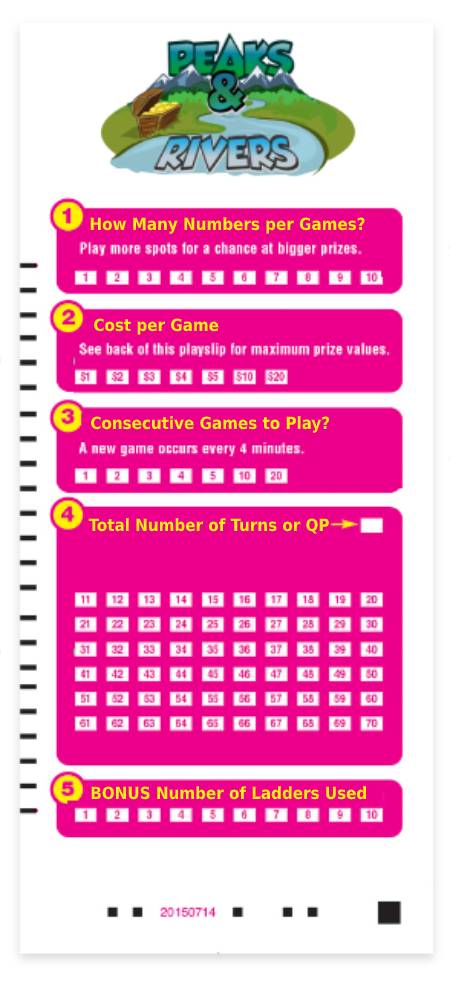 PEAKS
&
RIVERS
1 How Many Numbers per Games?
Play more spots for a chance at bigger prizes.
1 2 3 4 5 6 7 8 9 10
2 Cost per Game
See back of this playslip for maximum prize values.
$1 $2 $3 $4 $5 $10 $20
3 Consecutive Games to Play?
A new game occurs every 4 minutes.
1 2 3 4 5 10 20
4 Total Number of Turns or QP
11 12 13 14 15 16 17 18 19 20
21 22 23 24 25 26 27 28 29 30
31 32 33 34 35 36 37 38 39 40
41 42 43 44 45 46 47 48 49 50
51 52 53 54 55 56 57 58 59 60
61 62 63 64 65 66 67 68 69 70
5 BONUS Number of Ladders Used
1 2 3 4 5 6 7 8 9 10
20150714